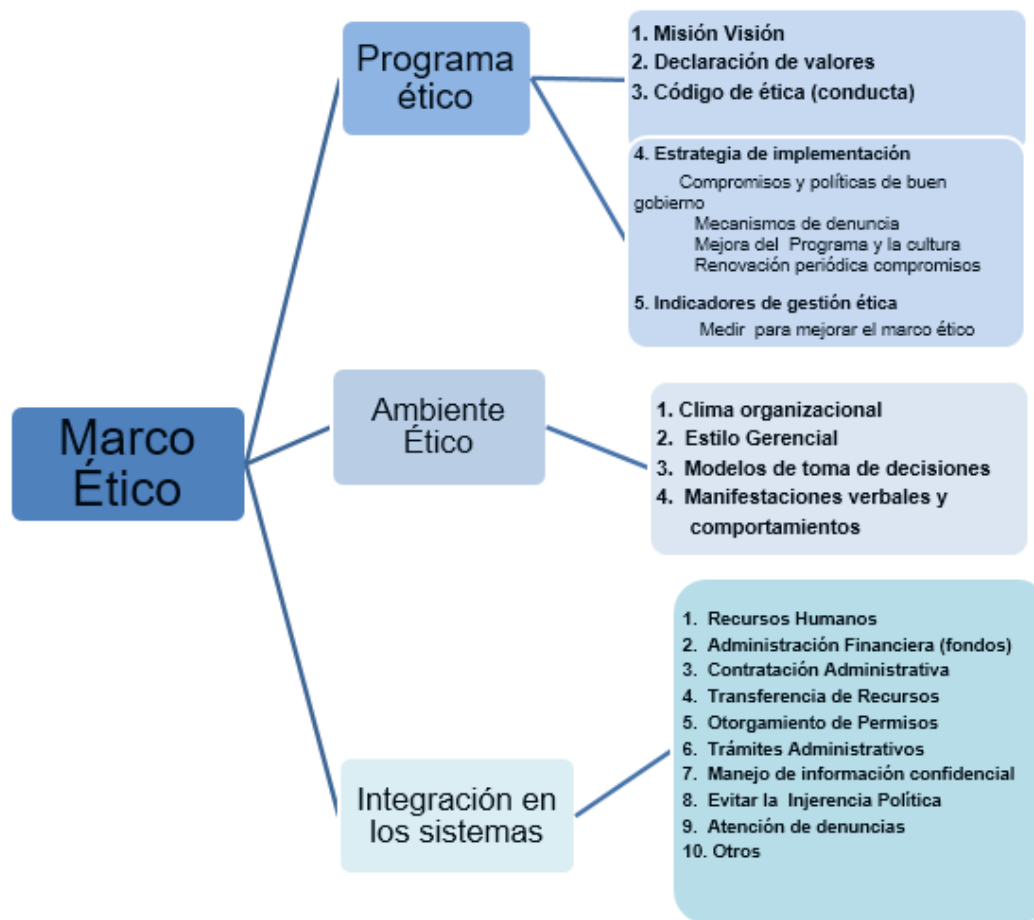 Marco
Ético
Programa
ético
1. Misión Visión
2. Declaración de valores
3. Código de ética (conducta)
4. Estrategia de implementación
Compromisos y políticas de buen
gobierno
Mecanismos de denuncia
Mejora del Programa y la cultura
Renovación periódica compromisos
5. Indicadores de gestión ética
Medir para mejorar el marco ético
Ambiente
Ético
1. Clima organizacional
2. Estilo Gerencial
3. Modelos de toma de decisiones
4. Manifestaciones verbales y
comportamientos
Integración en
los sistemas
1. Recursos Humanos
2. Administración Financiera (fondos)
3. Contratación Administrativa
4. Transferencia de Recursos
5. Otorgamiento de Permisos
6. Trámites Administrativos
7. Manejo de información confidencial
8. Evitar la Injerencia Política
9. Atención de denuncias
10. Otros